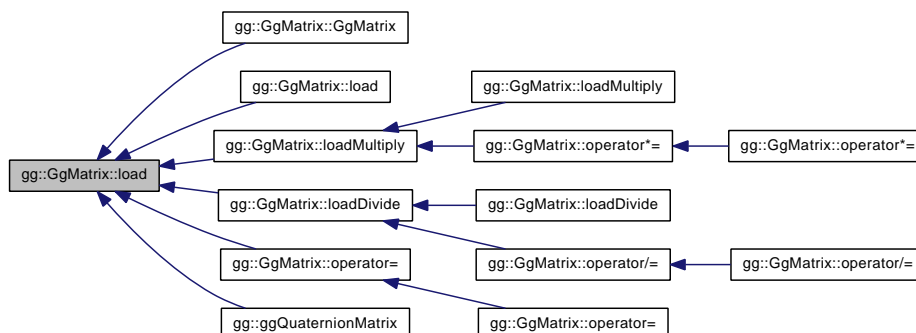 gg::GgMatrix::GgMatrix
gg::GgMatrix::load
gg::GgMatrix::loadMultiply
gg::GgMatrix::loadMultiply
gg::GgMatrix::operator*=
gg::GgMatrix::operator*=
gg::GgMatrix::load
gg::GgMatrix::loadDivide
gg::GgMatrix::loadDivide
gg::GgMatrix::operator=
gg::GgMatrix::operator/=
gg::GgMatrix::operator/=
gg::ggQuaternionMatrix
gg::GgMatrix::operator=